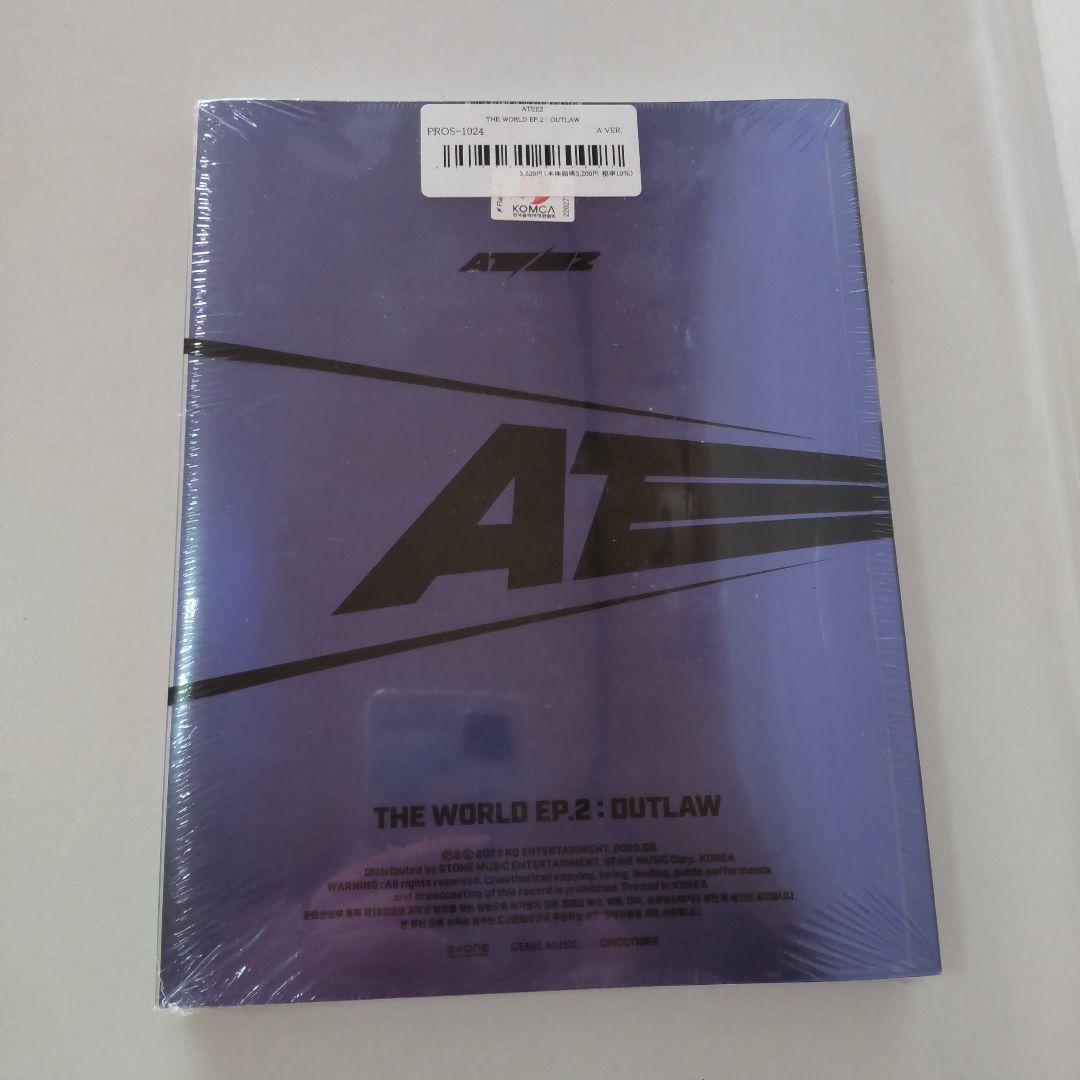 ATEEZ
THE WORLD EP.2 : OUTLAW
PROS-1024 A VER.
3,520円(本体価格3,200円 税率10%)
KOMCA
22027
ATEEZ
ATE
THE WORLD EP.2 : OUTLAW
Ⓟ&Ⓒ 2023 KQ ENTERTAINMENT. 2023.06.
Distributed by STONE MUSIC ENTERTAINMENT, GENIE MUSIC Corp. KOREA
WARNING : All rights reserved. Unauthorized copying, hiring, lending, public performance
and broadcasting of this record is prohibited. Printed in KOREA
STONE GENIE MUSIC